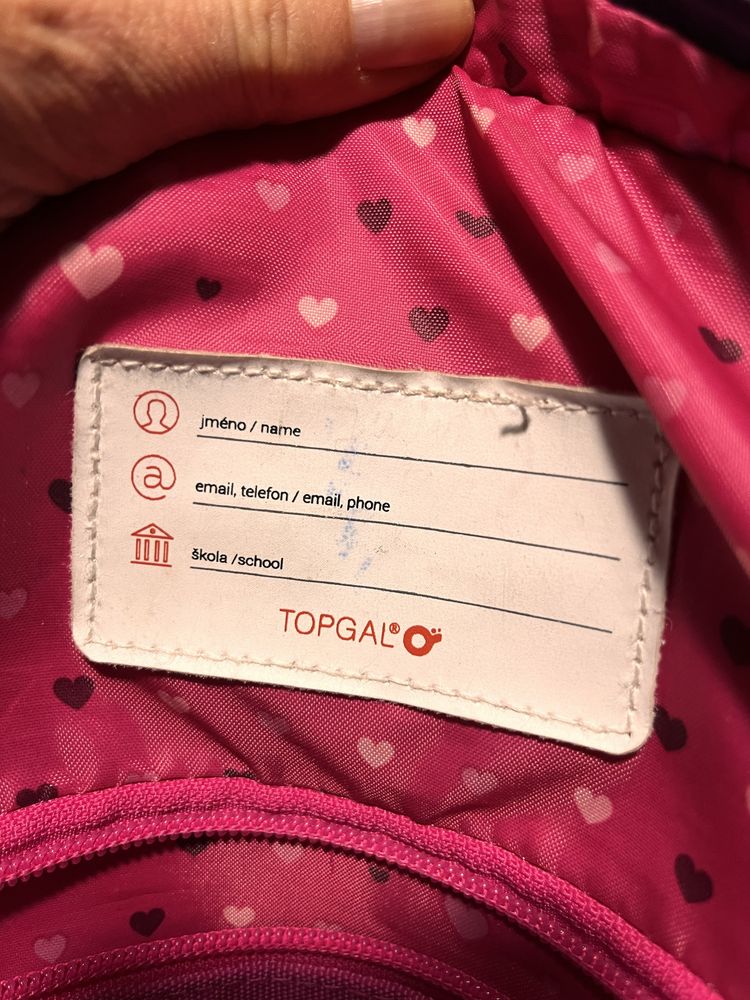 jméno / name
email, telefon / email, phone
škola /school
TOPGAL®